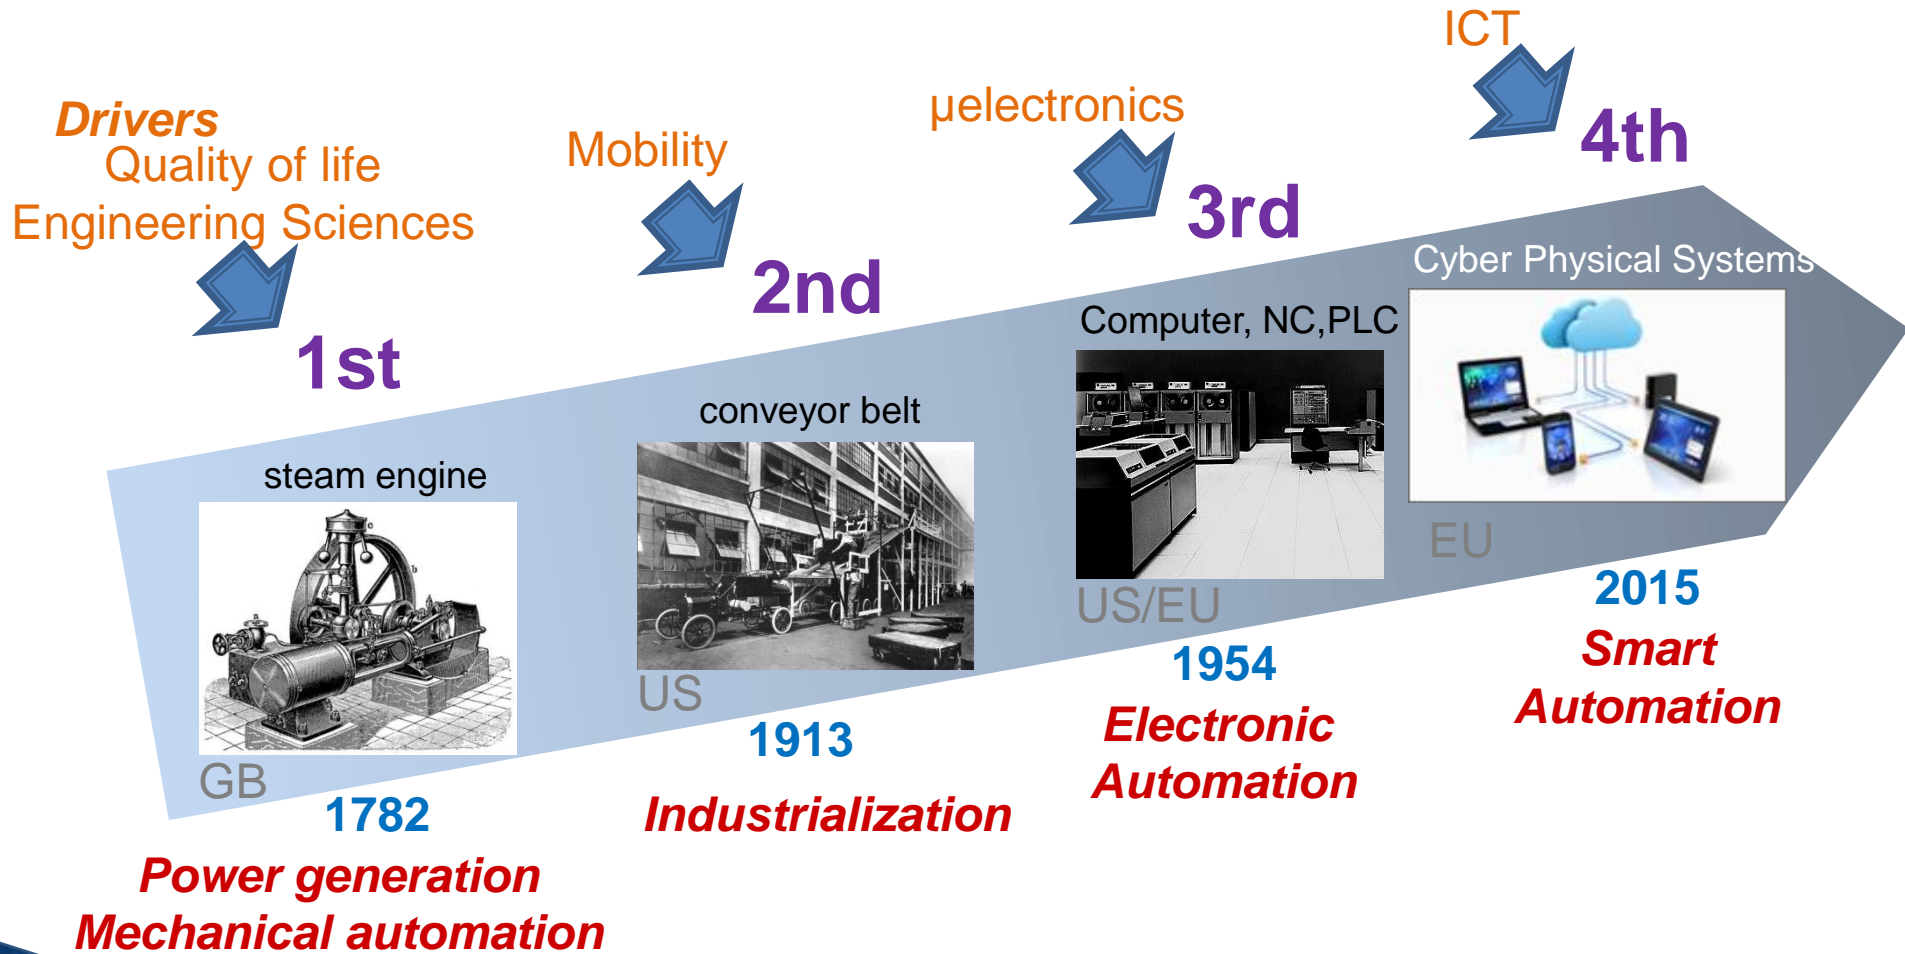 Drivers
Quality of life
Engineering Sciences
1st
steam engine
GB
1782
Power generation
Mechanical automation
Mobility
2nd
conveyor belt
US
1913
Industrialization
µelectronics
3rd
Computer, NC,PLC
US/EU
1954
Electronic
Automation
ICT
4th
Cyber Physical Systems
EU
2015
Smart
Automation